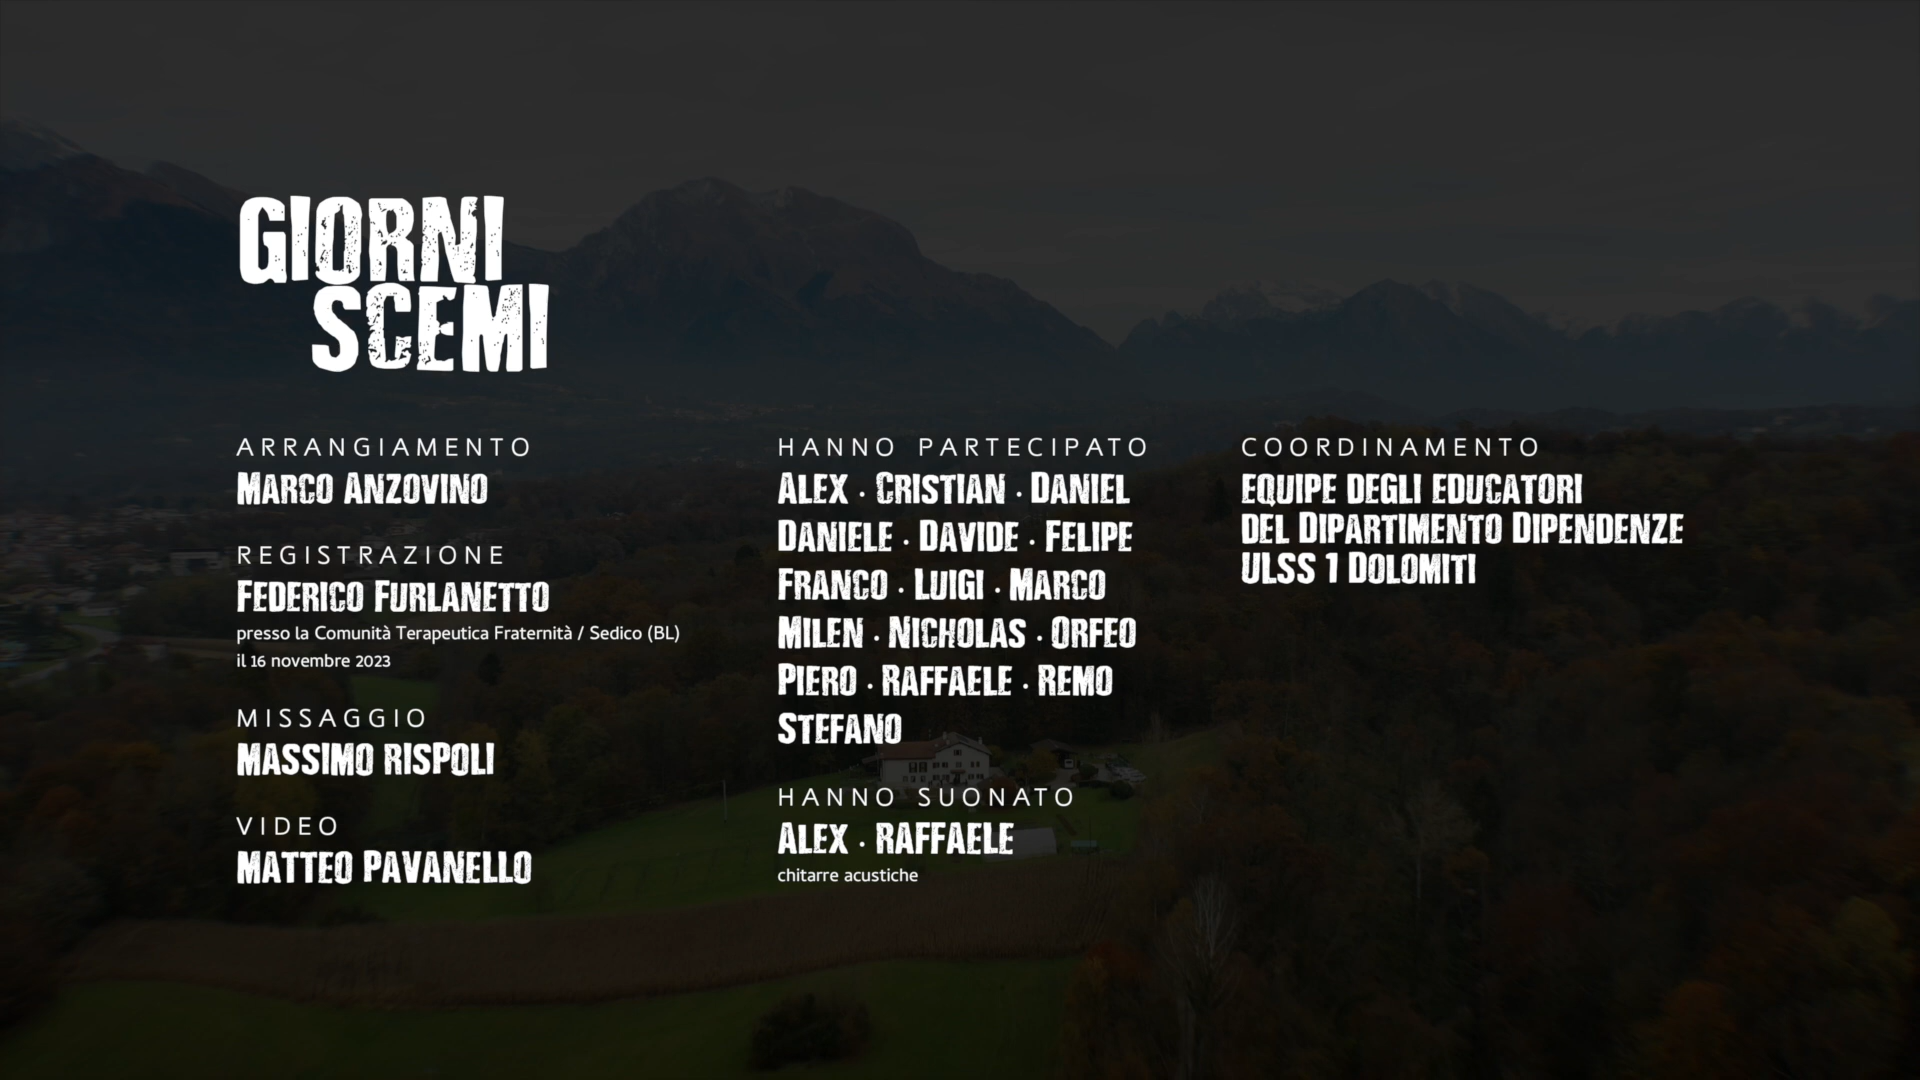 GIORNI
SCEMI
ARRANGIAMENTO
MARCO ANZOVINO
REGISTRAZIONE
FEDERICO FURLANETTO
presso la Comunità Terapeutica Fraternità / Sedico (BL)
il 16 novembre 2023
MISSAGGIO
MASSIMO RISPOLI
VIDEO
MATTEO PAVANELLO
HANNO PARTECIPATO
ALEX · CRISTIAN · DANIEL
DANIELE · DAVIDE · FELIPE
FRANCO · LUIGI · MARCO
MILEN · NICHOLAS · ORFEO
PIERO · RAFFAELE · REMO
STEFANO
HANNO SUONATO
ALEX · RAFFAELE
chitarre acustiche
COORDINAMENTO
EQUIPE DEGLI EDUCATORI
DEL DIPARTIMENTO DIPENDENZE
ULSS 1 DOLOMITI